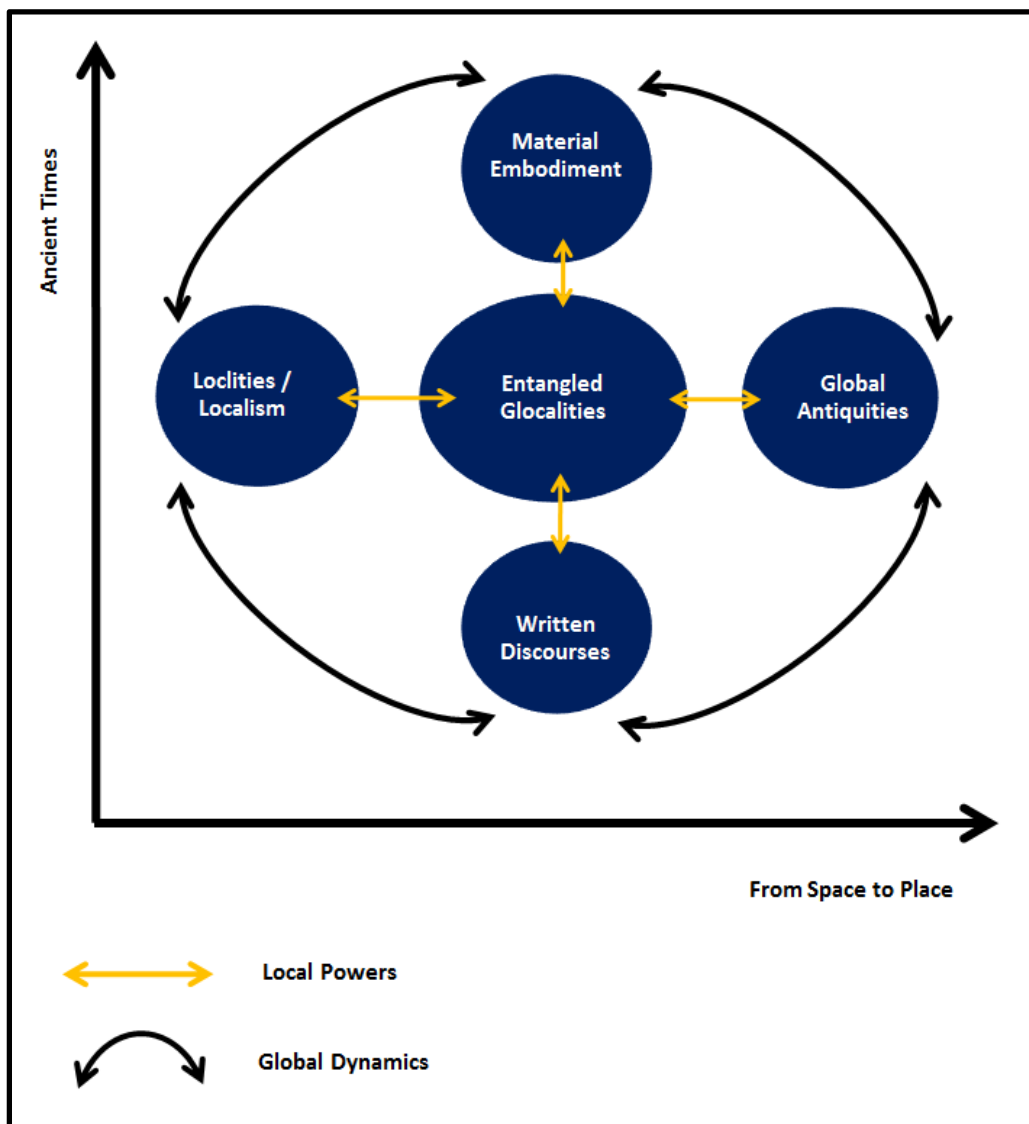 Ancient Times
Material
Embodiment
Loclities /
Localism
Entangled
Glocalities
Global
Antiquities
Written
Discourses
From Space to Place
Local Powers
Global Dynamics